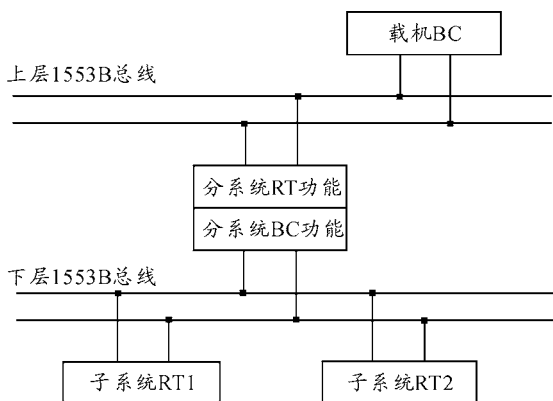 载机BC
上层1553B总线
分系统RT功能
分系统BC功能
下层1553B总线
子系统RT1
子系统RT2